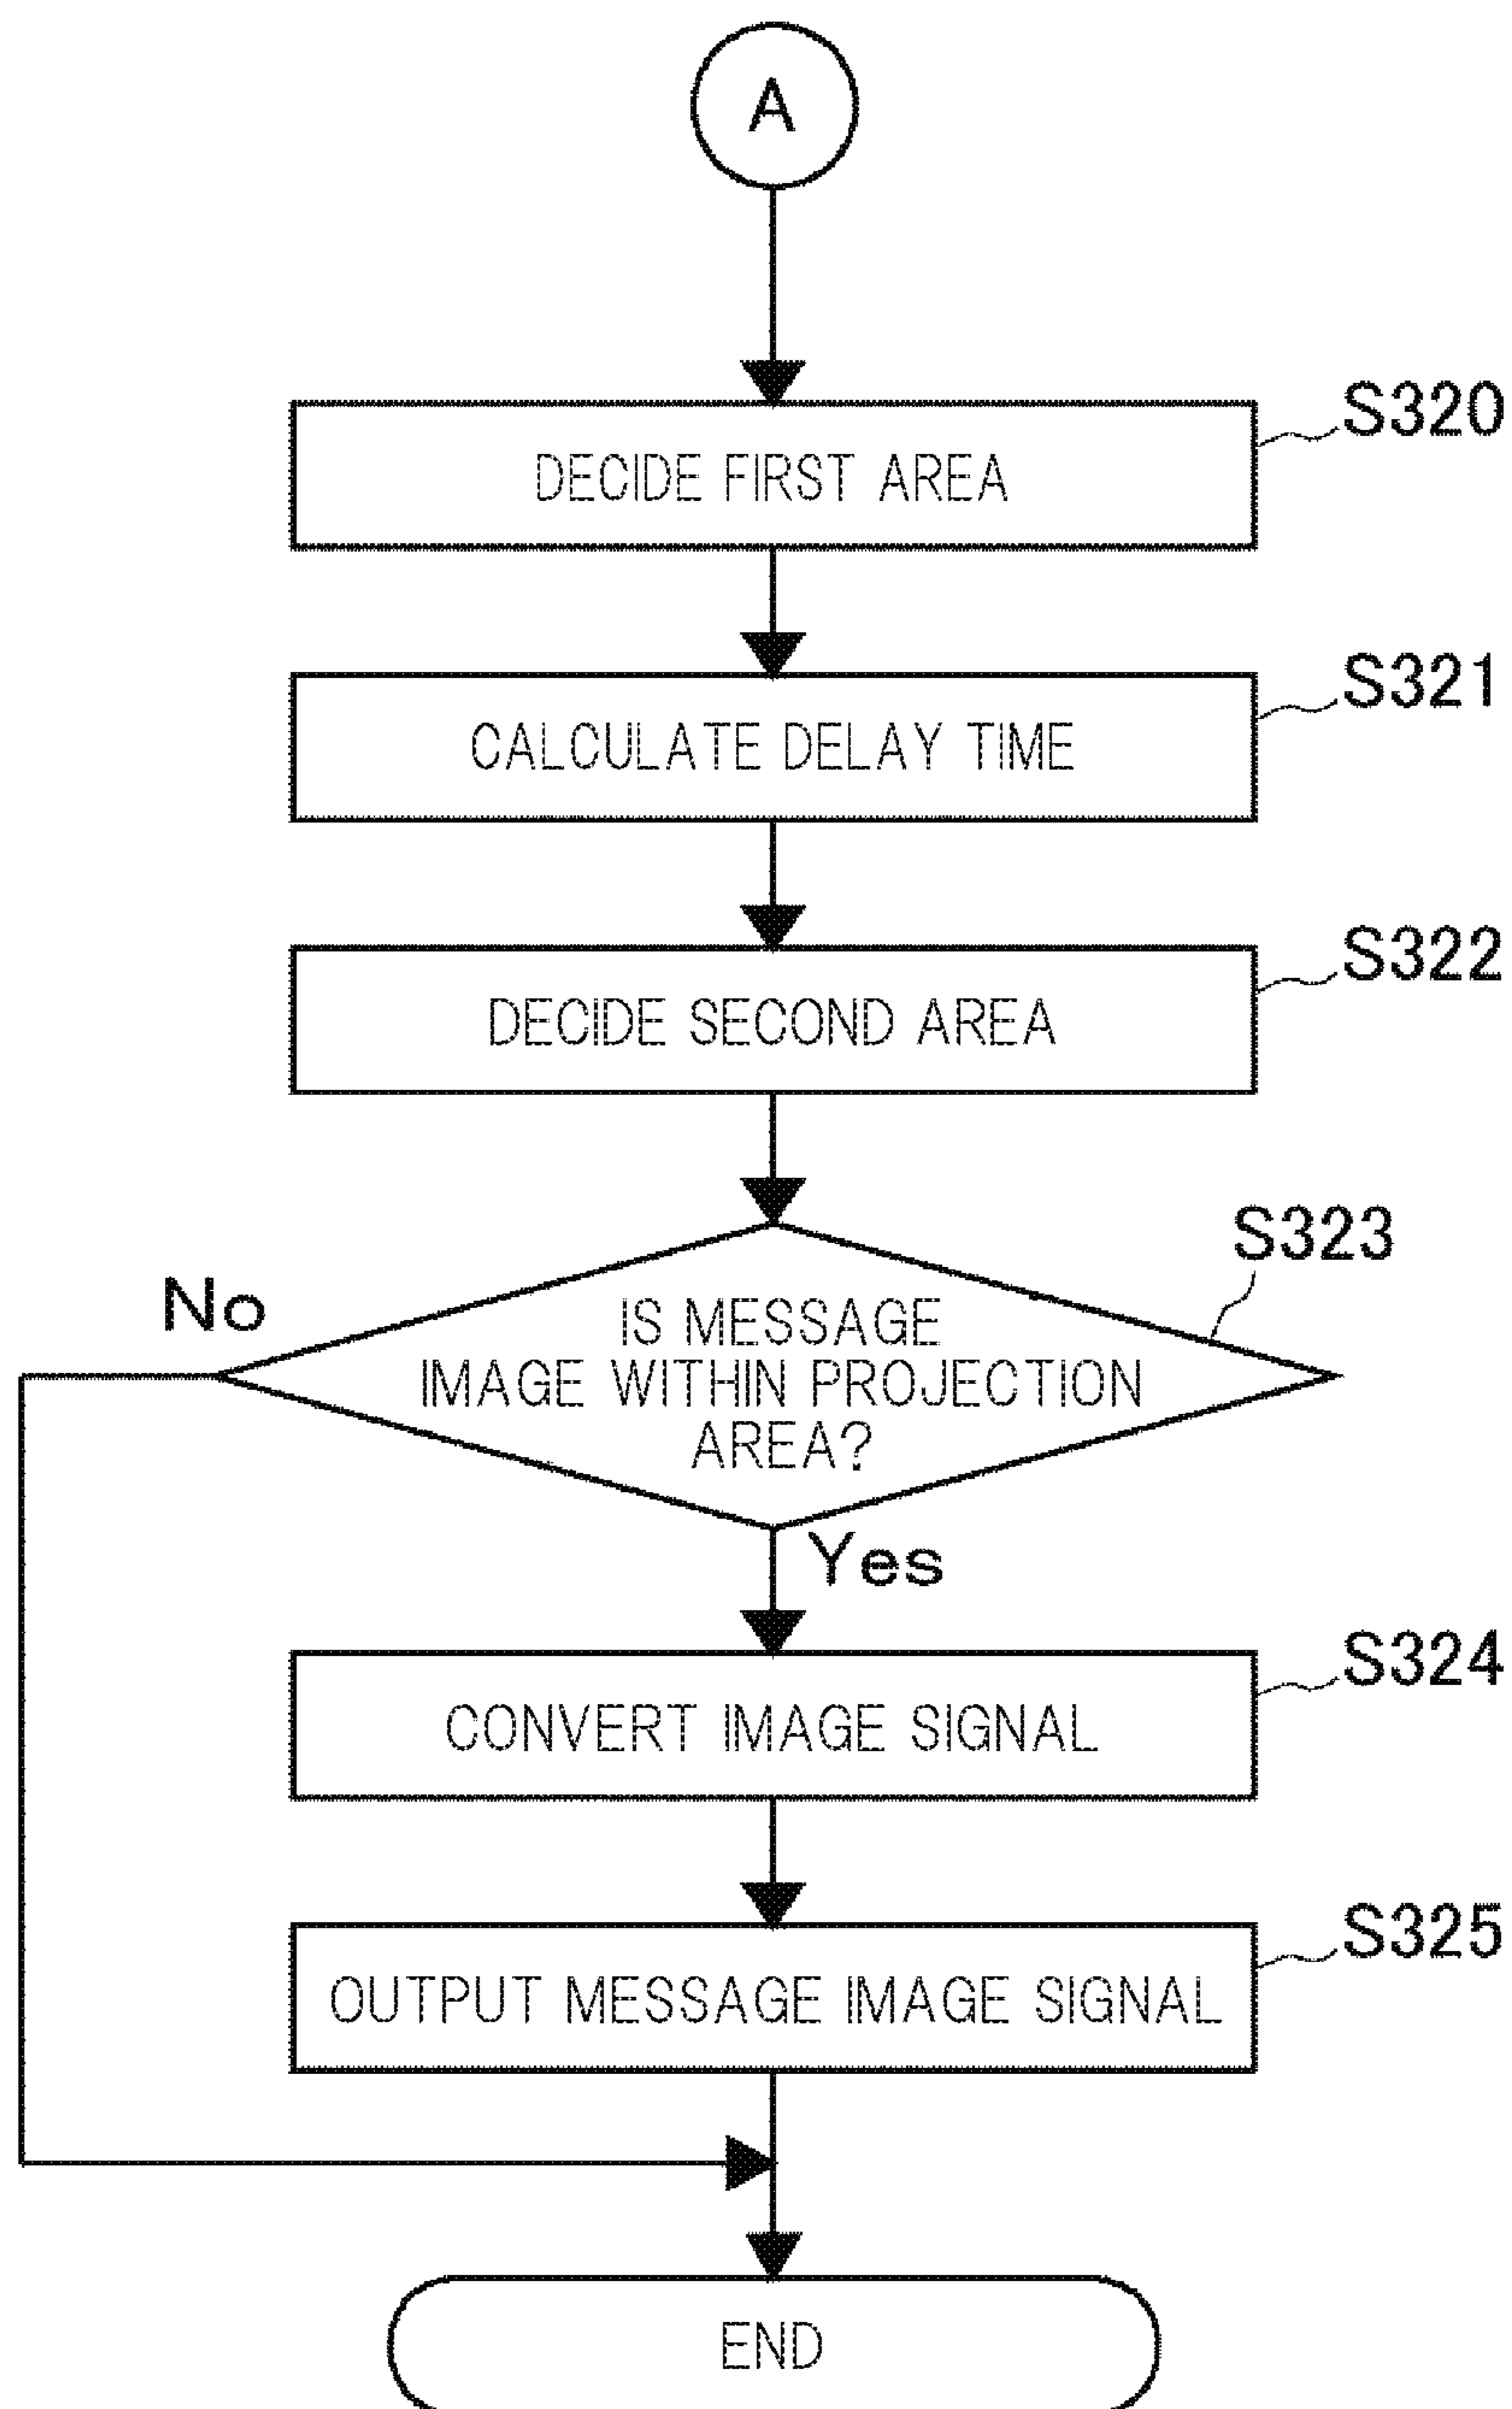 A
S320
DECIDE FIRST AREA
S321
CALCULATE DELAY TIME
S322
DECIDE SECOND AREA
S323
No
IS MESSAGE
IMAGE WITHIN PROJECTION
AREA?
Yes
S324
CONVERT IMAGE SIGNAL
S325
OUTPUT MESSAGE IMAGE SIGNAL
END